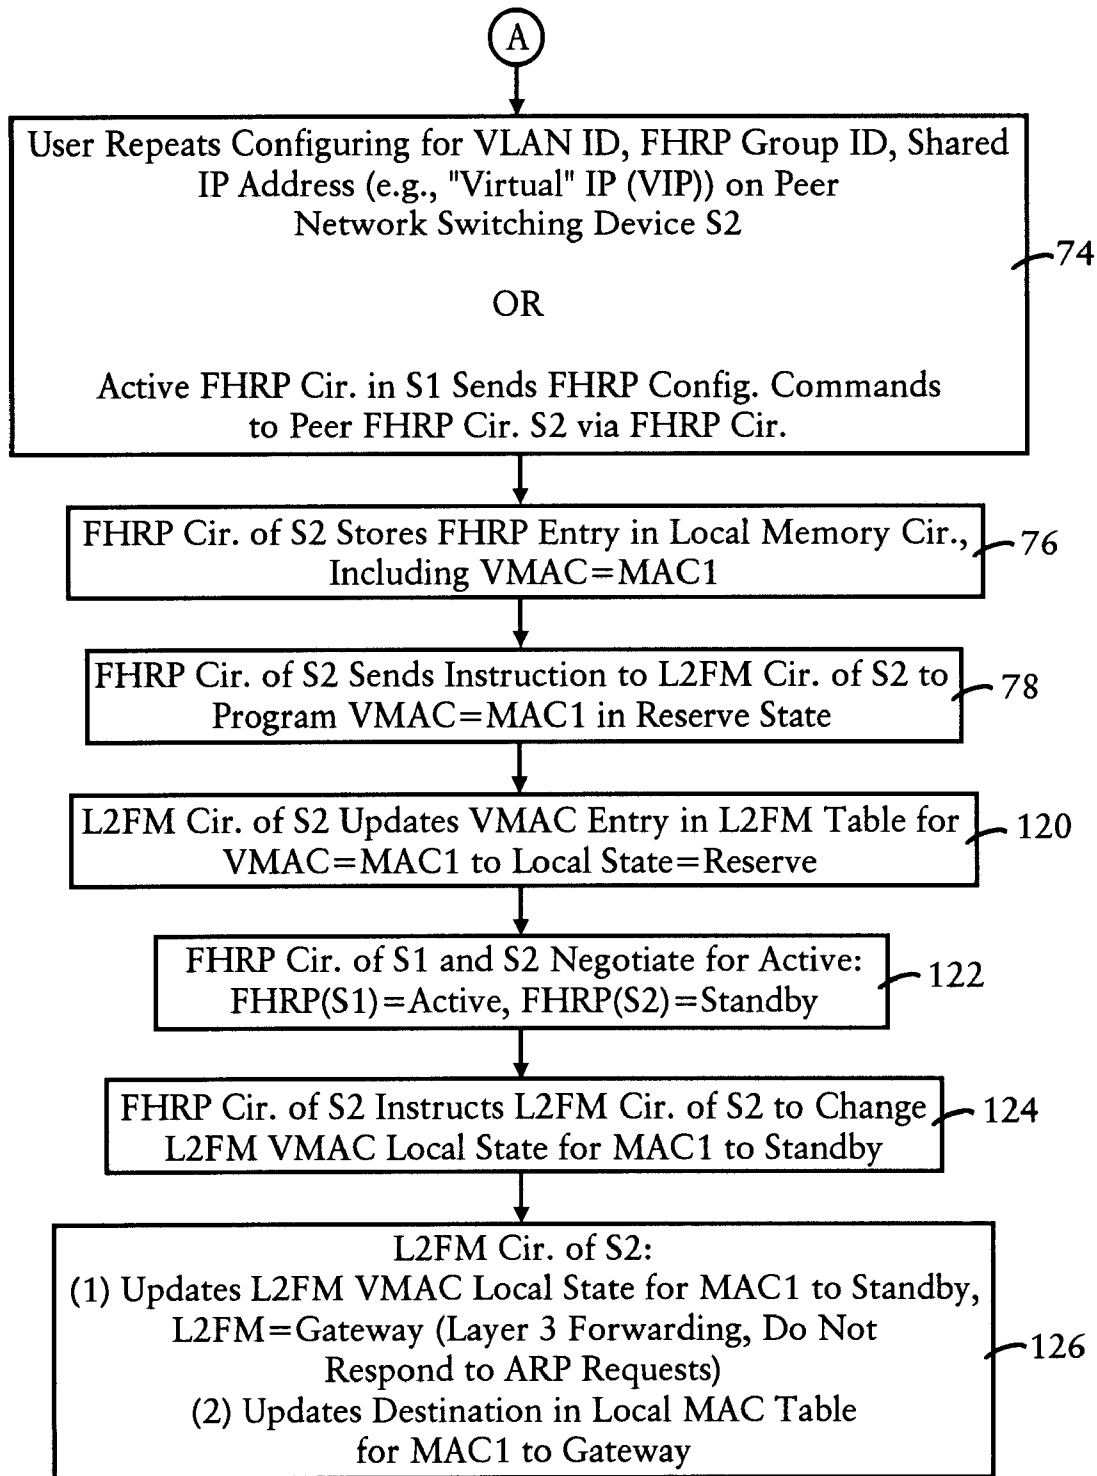 A
User Repeats Configuring for VLAN ID, FHRP Group ID, Shared
IP Address (e.g., "Virtual" IP (VIP)) on Peer
Network Switching Device S2
OR
Active FHRP Cir. in S1 Sends FHRP Config. Commands
to Peer FHRP Cir. S2 via FHRP Cir.
74
FHRP Cir. of S2 Stores FHRP Entry in Local Memory Cir.,
Including VMAC=MAC1
76
FHRP Cir. of S2 Sends Instruction to L2FM Cir. of S2 to
Program VMAC=MAC1 in Reserve State
78
L2FM Cir. of S2 Updates VMAC Entry in L2FM Table for
VMAC=MAC1 to Local State=Reserve
120
FHRP Cir. of S1 and S2 Negotiate for Active:
FHRP(S1)=Active, FHRP(S2)=Standby
122
FHRP Cir. of S2 Instructs L2FM Cir. of S2 to Change
L2FM VMAC Local State for MAC1 to Standby
124
L2FM Cir. of S2:
(1) Updates L2FM VMAC Local State for MAC1 to Standby,
L2FM=Gateway (Layer 3 Forwarding, Do Not
Respond to ARP Requests)
(2) Updates Destination in Local MAC Table
for MAC1 to Gateway
126